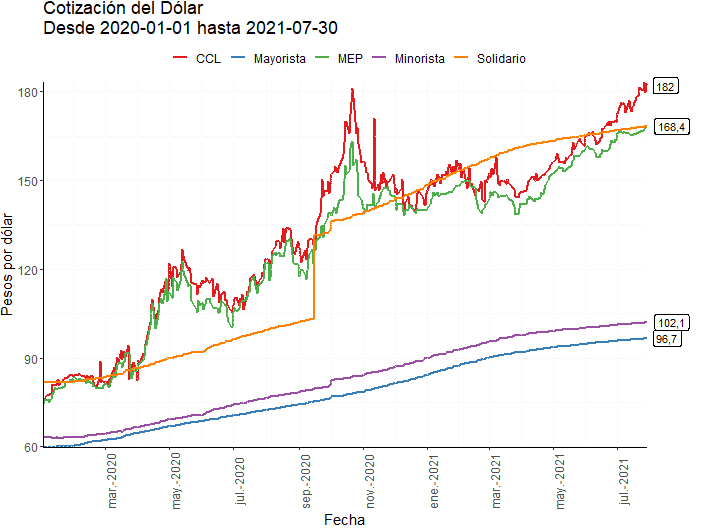 Cotización del Dólar
Desde 2020-01-01 hasta 2021-07-30
CCL Mayorista MEP Minorista Solidario
Pesos por dólar
180
150
120
90
60
182
168,4
102,1
96,7
mar.-2020
may.-2020
jul.-2020
sep.-2020
nov.-2020
ene.-2021
mar.-2021
may.-2021
jul.-2021
Fecha